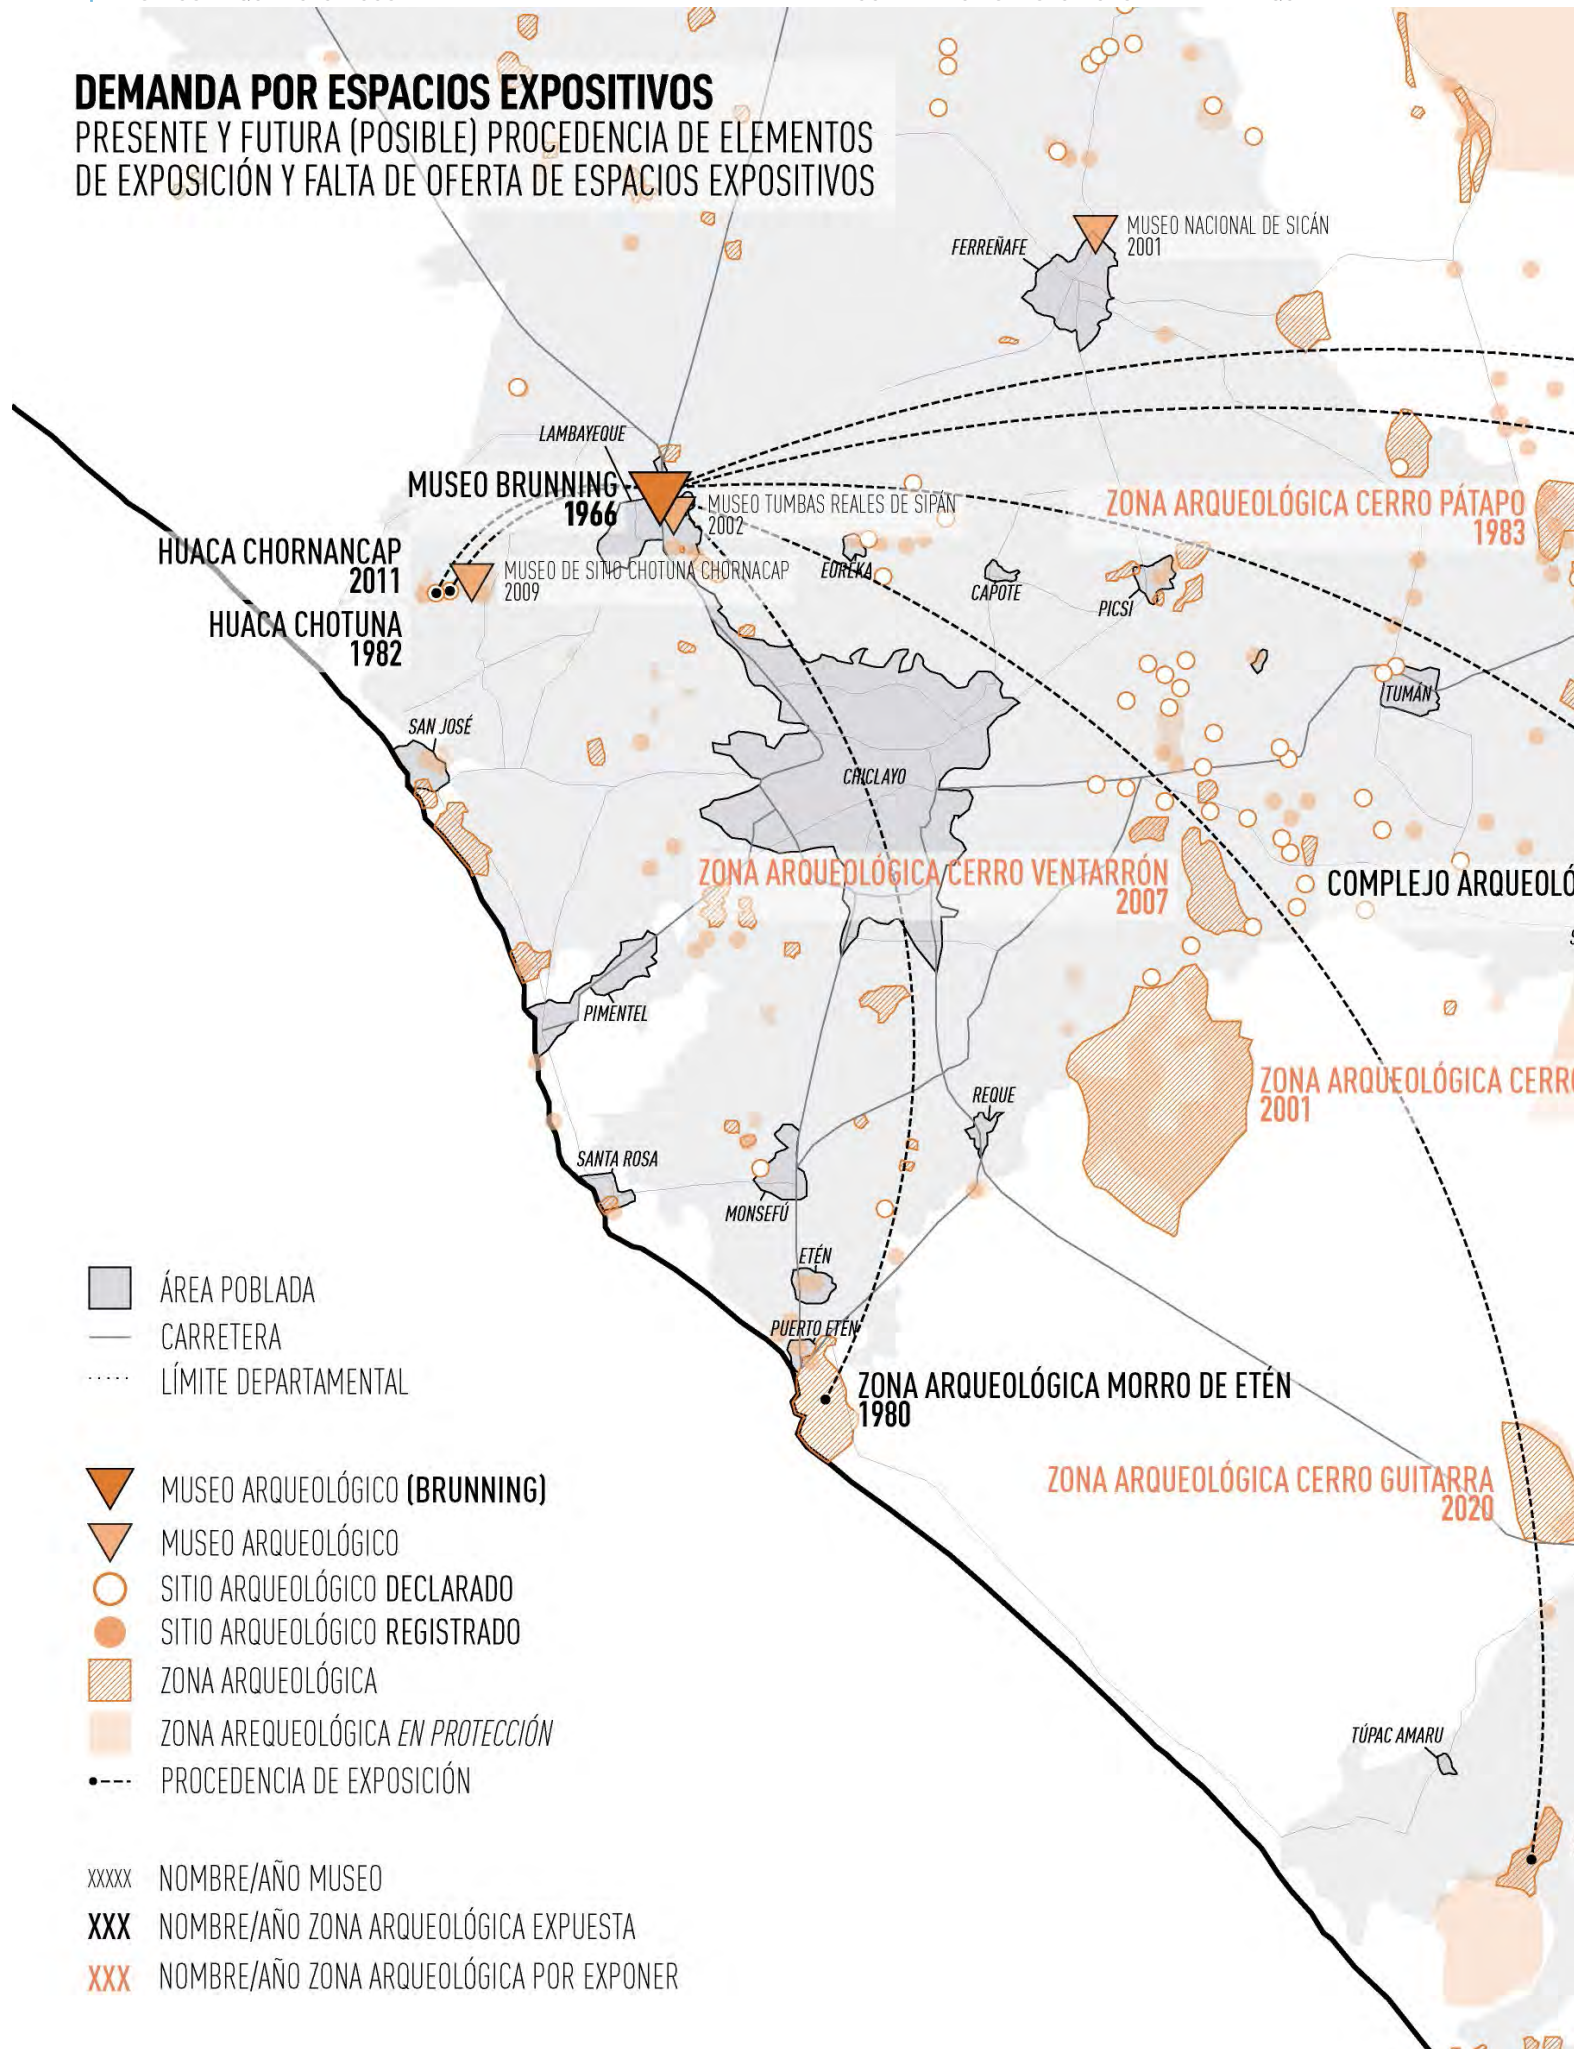 DEMANDA POR ESPACIOS EXPOSITIVOS
PRESENTE Y FUTURA (POSIBLE) PROCEDENCIA DE ELEMENTOS
DE EXPOSICIÓN Y FALTA DE OFERTA DE ESPACIOS EXPOSITIVOS
MUSEO NACIONAL DE SICÁN
2001
FERREÑAFE
LAMBAYEQUE
MUSEO BRUNNING
1966
MUSEO TUMBAS REALES DE SIPÁN
2002
ZONA ARQUEOLÓGICA CERRO PÁTAPO
1983
HUACA CHORNANCAP
2011
MUSEO DE SITIO CHOTUNA CHORNACAP
2009
EUREKA
CAPOTE
PICSI
HUACA CHOTUNA
1982
TUMÁN
SAN JOSÉ
CHICLAYO
ZONA ARQUEOLÓGICA CERRO VENTARRÓN
2007
COMPLEJO ARQUEOLÓ
PIMENTEL
ZONA ARQUEOLÓGICA CERRO
2001
REQUE
SANTA ROSA
MONSEFÚ
ETÉN
PUERTO ETÉN
ZONA ARQUEOLÓGICA MORRO DE ETÉN
1980
ZONA ARQUEOLÓGICA CERRO GUITARRA
2020
TÚPAC AMARU
ÁREA POBLADA
CARRETERA
LÍMITE DEPARTAMENTAL
MUSEO ARQUEOLÓGICO (BRUNNING)
MUSEO ARQUEOLÓGICO
SITIO ARQUEOLÓGICO DECLARADO
SITIO ARQUEOLÓGICO REGISTRADO
ZONA ARQUEOLÓGICA
ZONA AREQUEOLÓGICA EN PROTECCIÓN
PROCEDENCIA DE EXPOSICIÓN
XXXXX NOMBRE/AÑO MUSEO
XXX NOMBRE/AÑO ZONA ARQUEOLÓGICA EXPUESTA
XXX NOMBRE/AÑO ZONA ARQUEOLÓGICA POR EXPONER